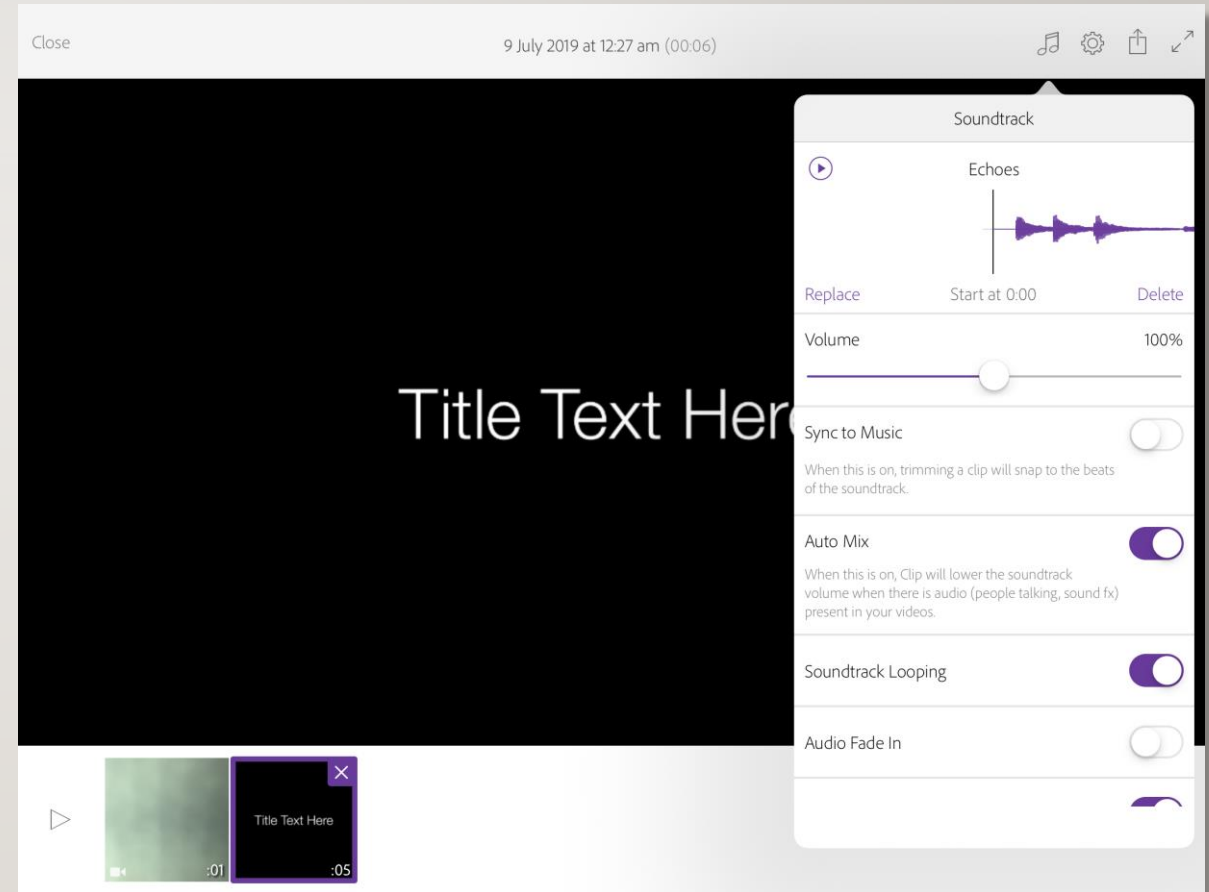 Close
9 July 2019 at 12:27 am (00:06)
Soundtrack
Echoes
Replace
Start at 0:00
Delete
Volume
100%
Title Text Here
Sync to Music
When this is on, trimming a clip will snap to the beats
of the soundtrack.
Auto Mix
When this is on, Clip will lower the soundtrack
volume when there is audio (people talking, sound fx)
present in your videos.
Soundtrack Looping
Audio Fade In
Title Text Here
:01
:05